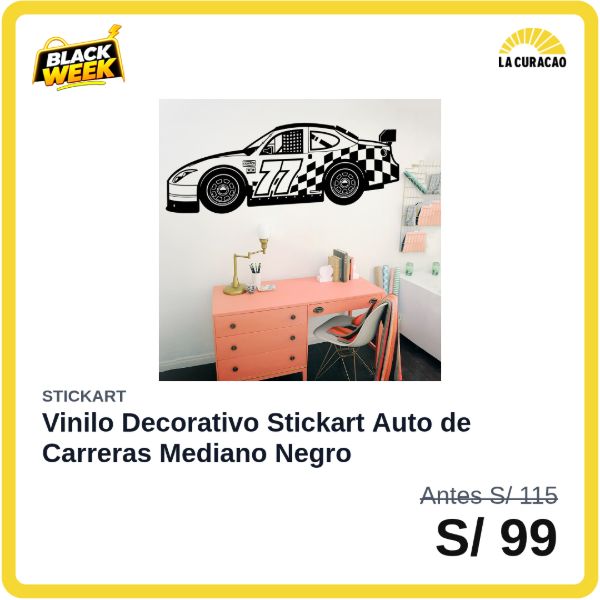 BLACK
WEEK
LA CURACAO
77
STICKART
Vinilo Decorativo Stickart Auto de
Carreras Mediano Negro
Antes S/ 115
S/ 99